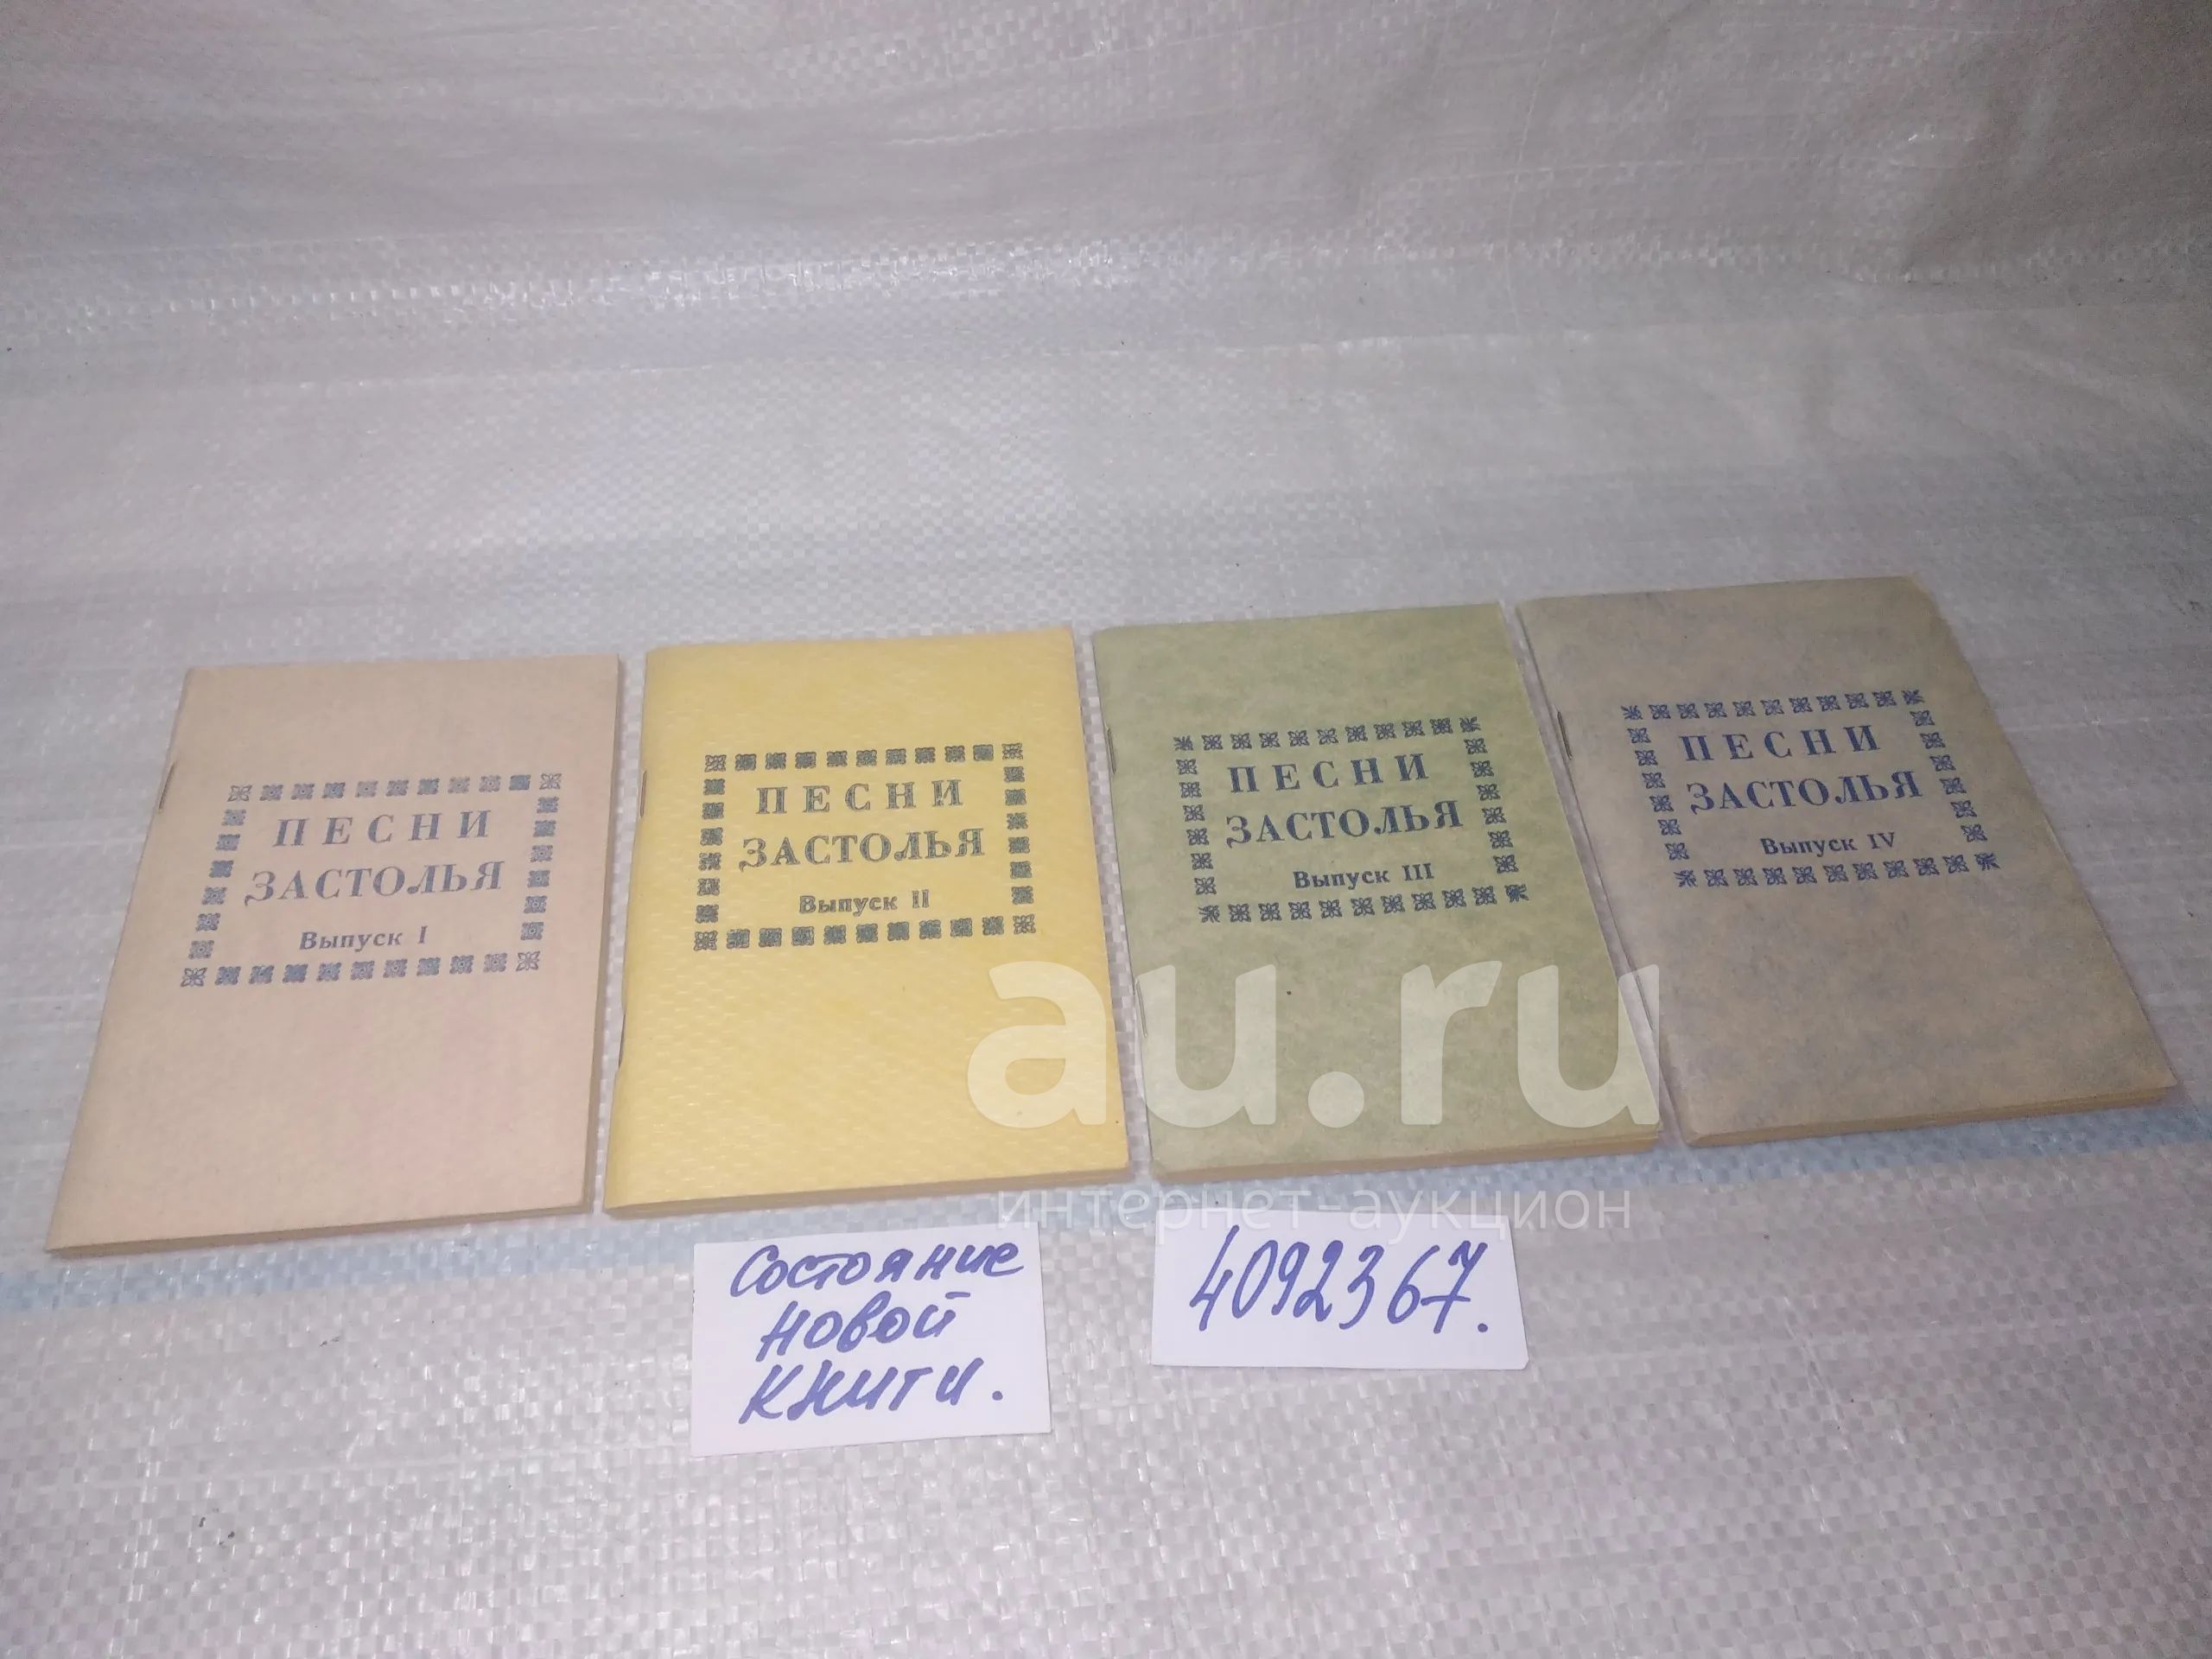 ПЕСНИ
ЗАСТОЛЬЯ
Выпуск I
ПЕСНИ
ЗАСТОЛЬЯ
Выпуск II
ПЕСНИ
ЗАСТОЛЬЯ
Выпуск III
ПЕСНИ
ЗАСТОЛЬЯ
Выпуск IV
au.ru
интернет-аукцион
Состояние
новой
книги.
4092367.